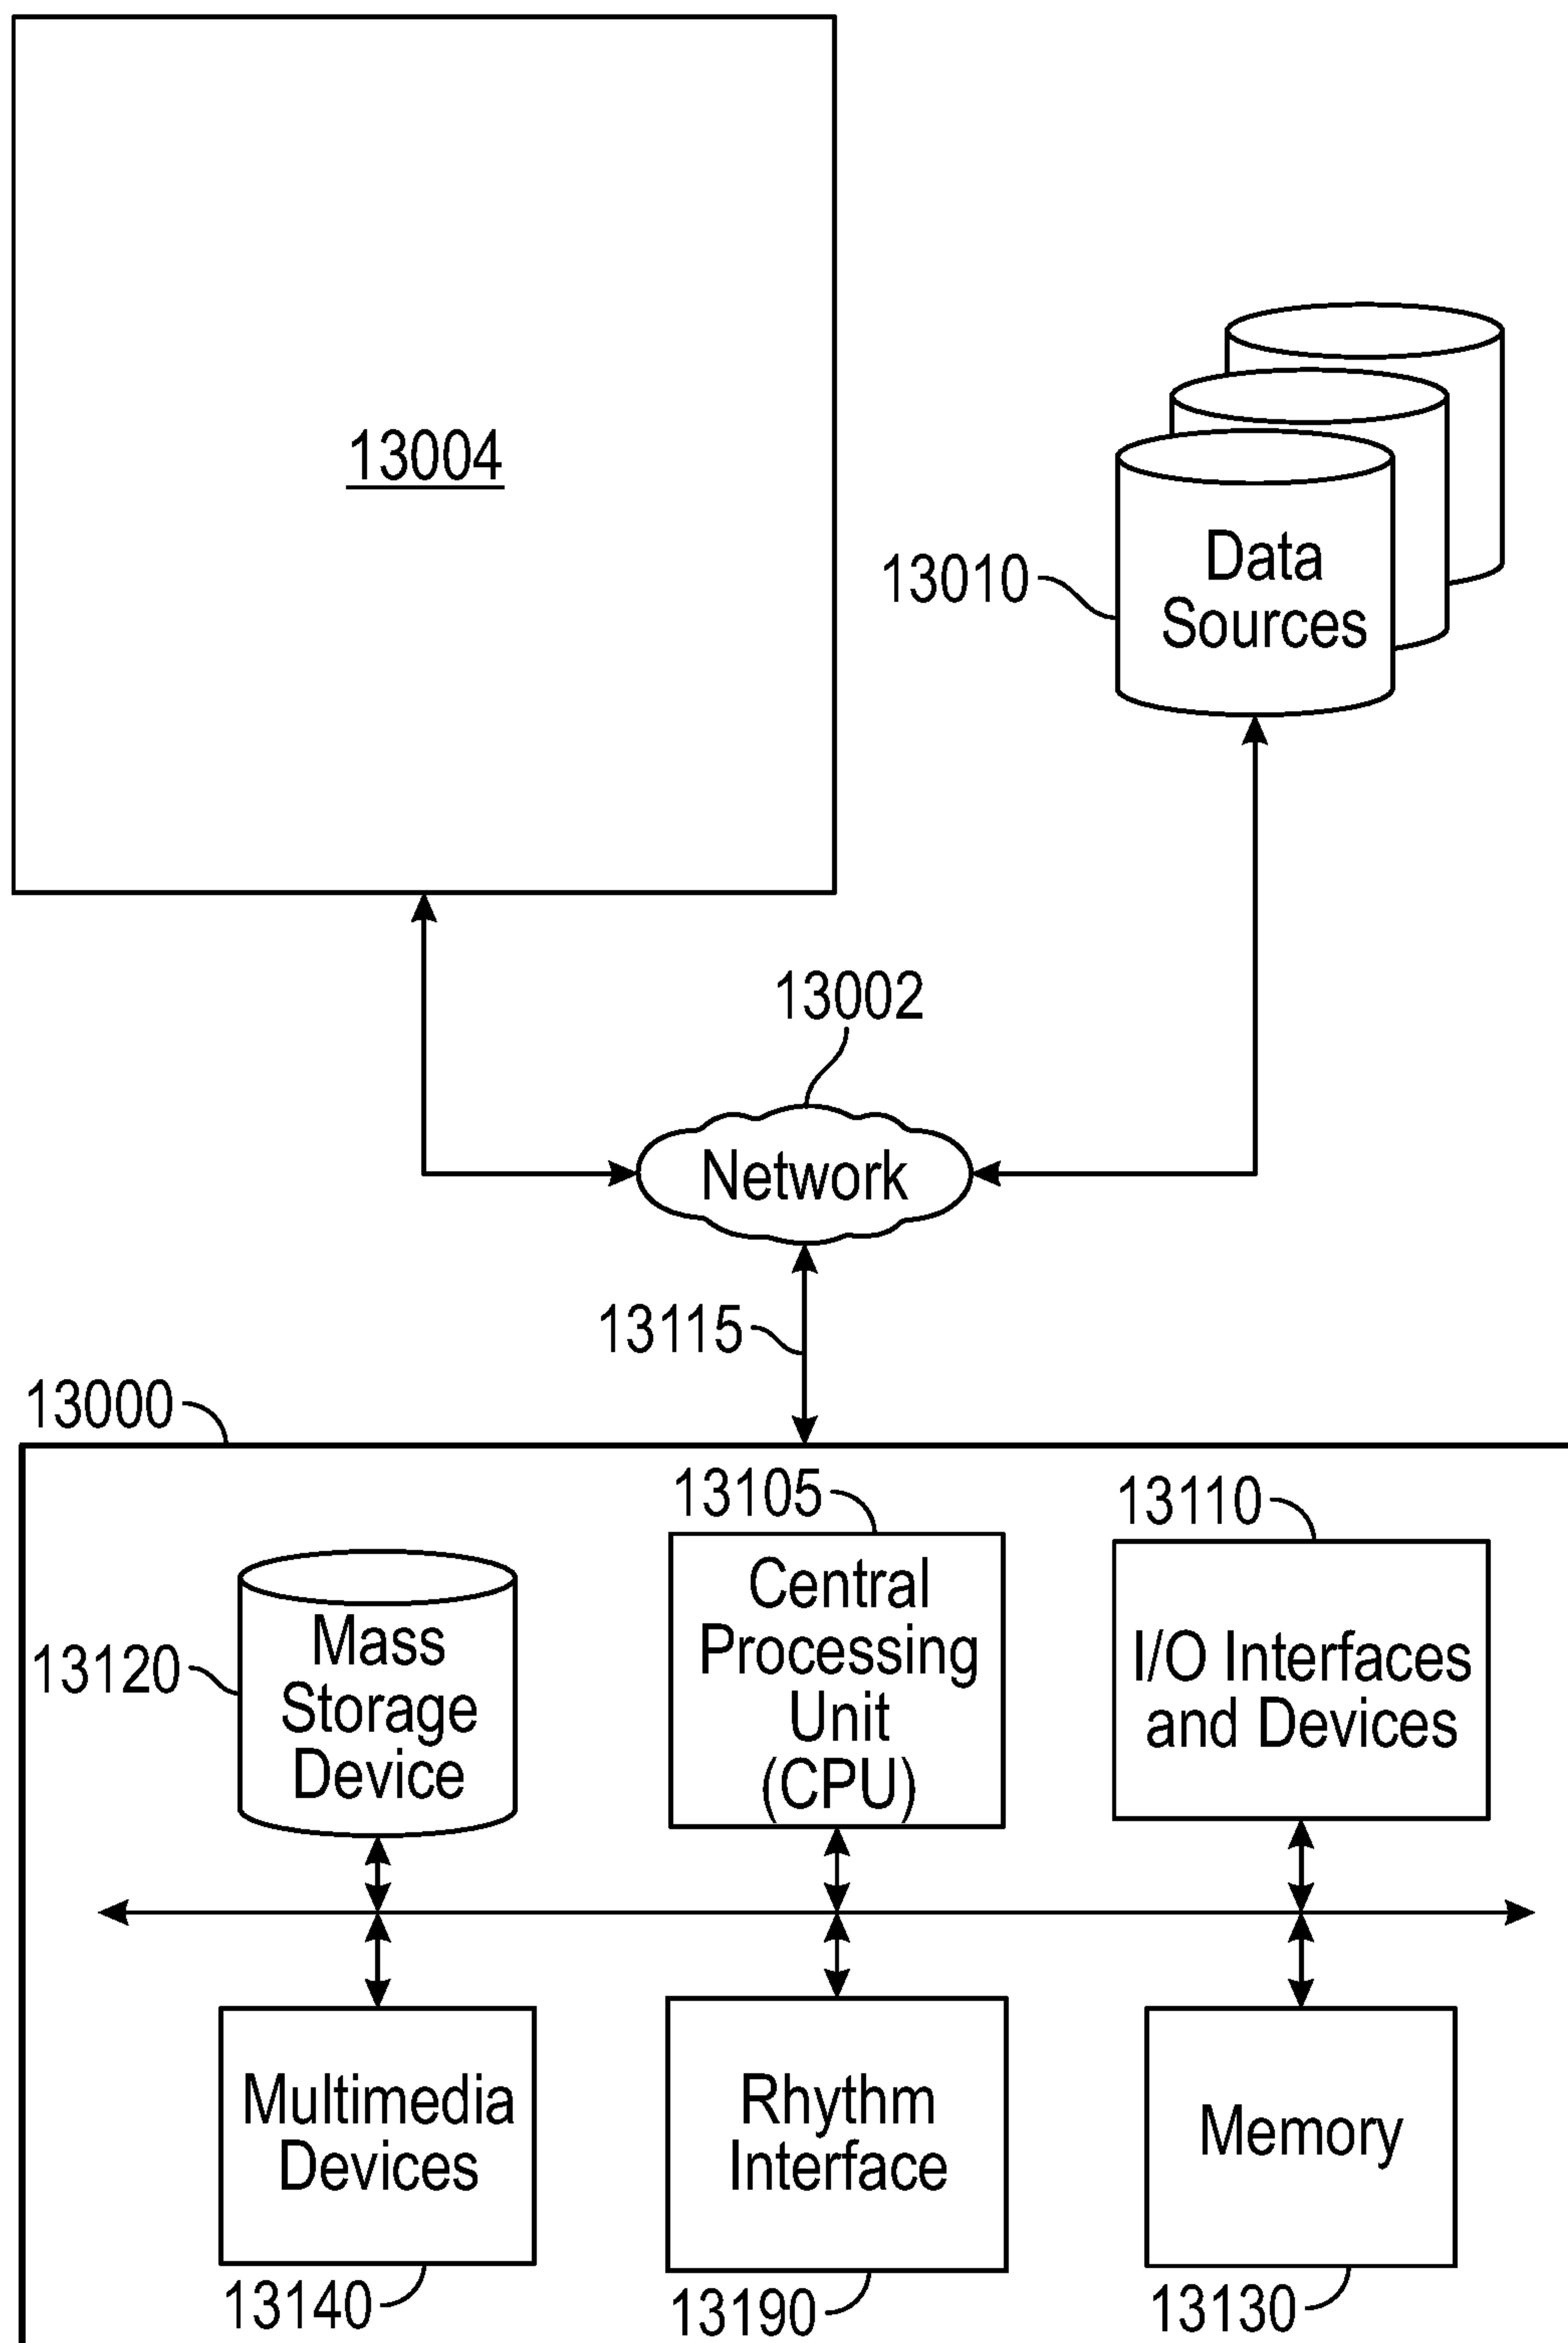 13004
13010
Data
Sources
13002
Network
13115
13000
13105
13110
13120
Mass
Storage
Device
Central
Processing
Unit
(CPU)
I/O Interfaces
and Devices
Multimedia
Devices
Rhythm
Interface
Memory
13140
13190
13130